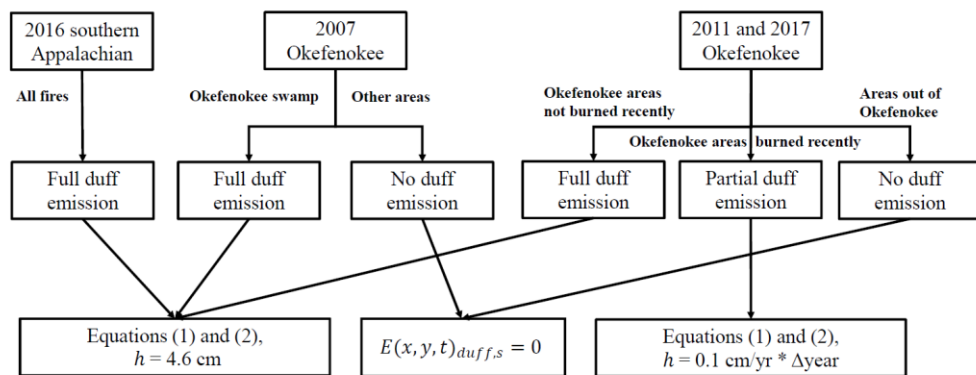 2016 southern
Appalachian
2007
Okefenokee
2011 and 2017
Okefenokee
All fires
Okefenokee swamp
Other areas
Okefenokee areas
not burned recently
Areas out of
Okefenokee
Okefenokee areas burned recently
Full duff
emission
Full duff
emission
No duff
emission
Full duff
emission
Partial duff
emission
No duff
emission
Equations (1) and (2),
h = 4.6 cm
E(x, y, t)duff,s = 0
Equations (1) and (2),
h = 0.1 cm/yr * Δyear